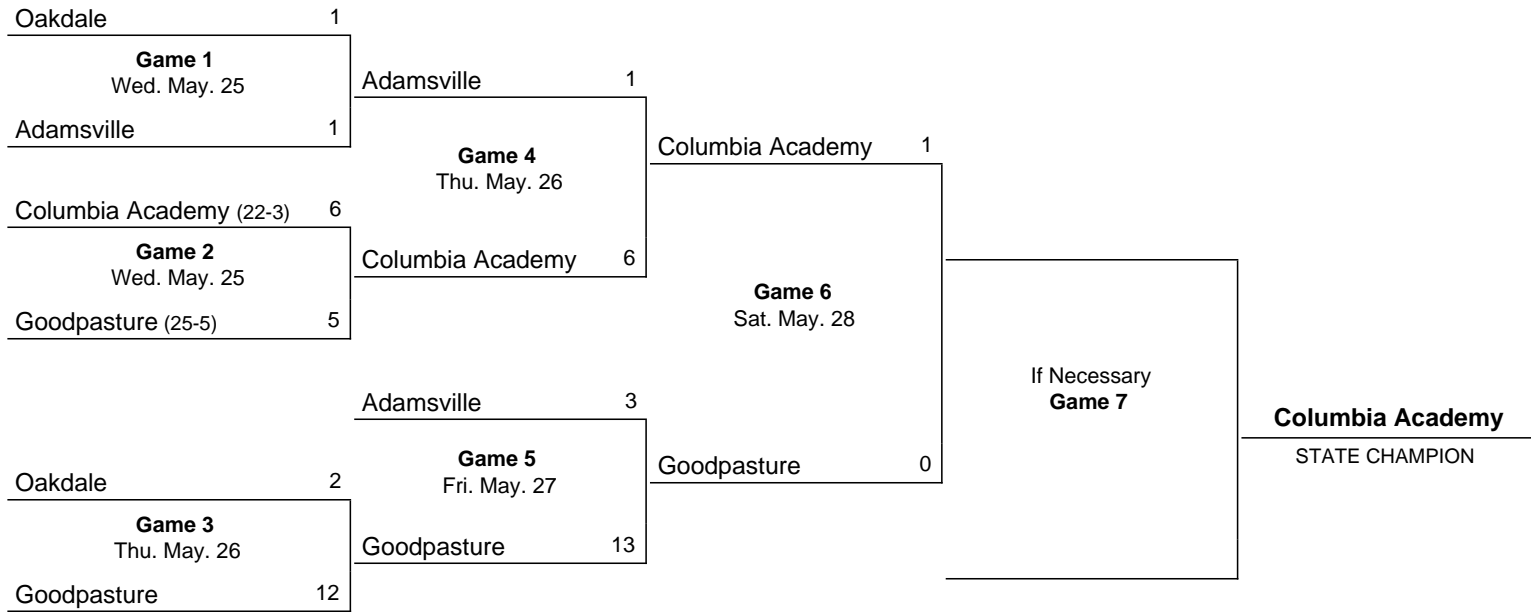 Oakdale 1
Game 1
Wed. May. 25
Adamsville 1
Columbia Academy (22-3) 6
Game 2
Wed. May. 25
Goodpasture (25-5) 5
Oakdale 2
Game 3
Thu. May. 26
Goodpasture 12
Adamsville 1
Game 4
Thu. May. 26
Columbia Academy 6
Adamsville 3
Game 5
Fri. May. 27
Goodpasture 13
Columbia Academy 1
Game 6
Sat. May. 28
Goodpasture 0
If Necessary
Game 7
Columbia Academy
STATE CHAMPION